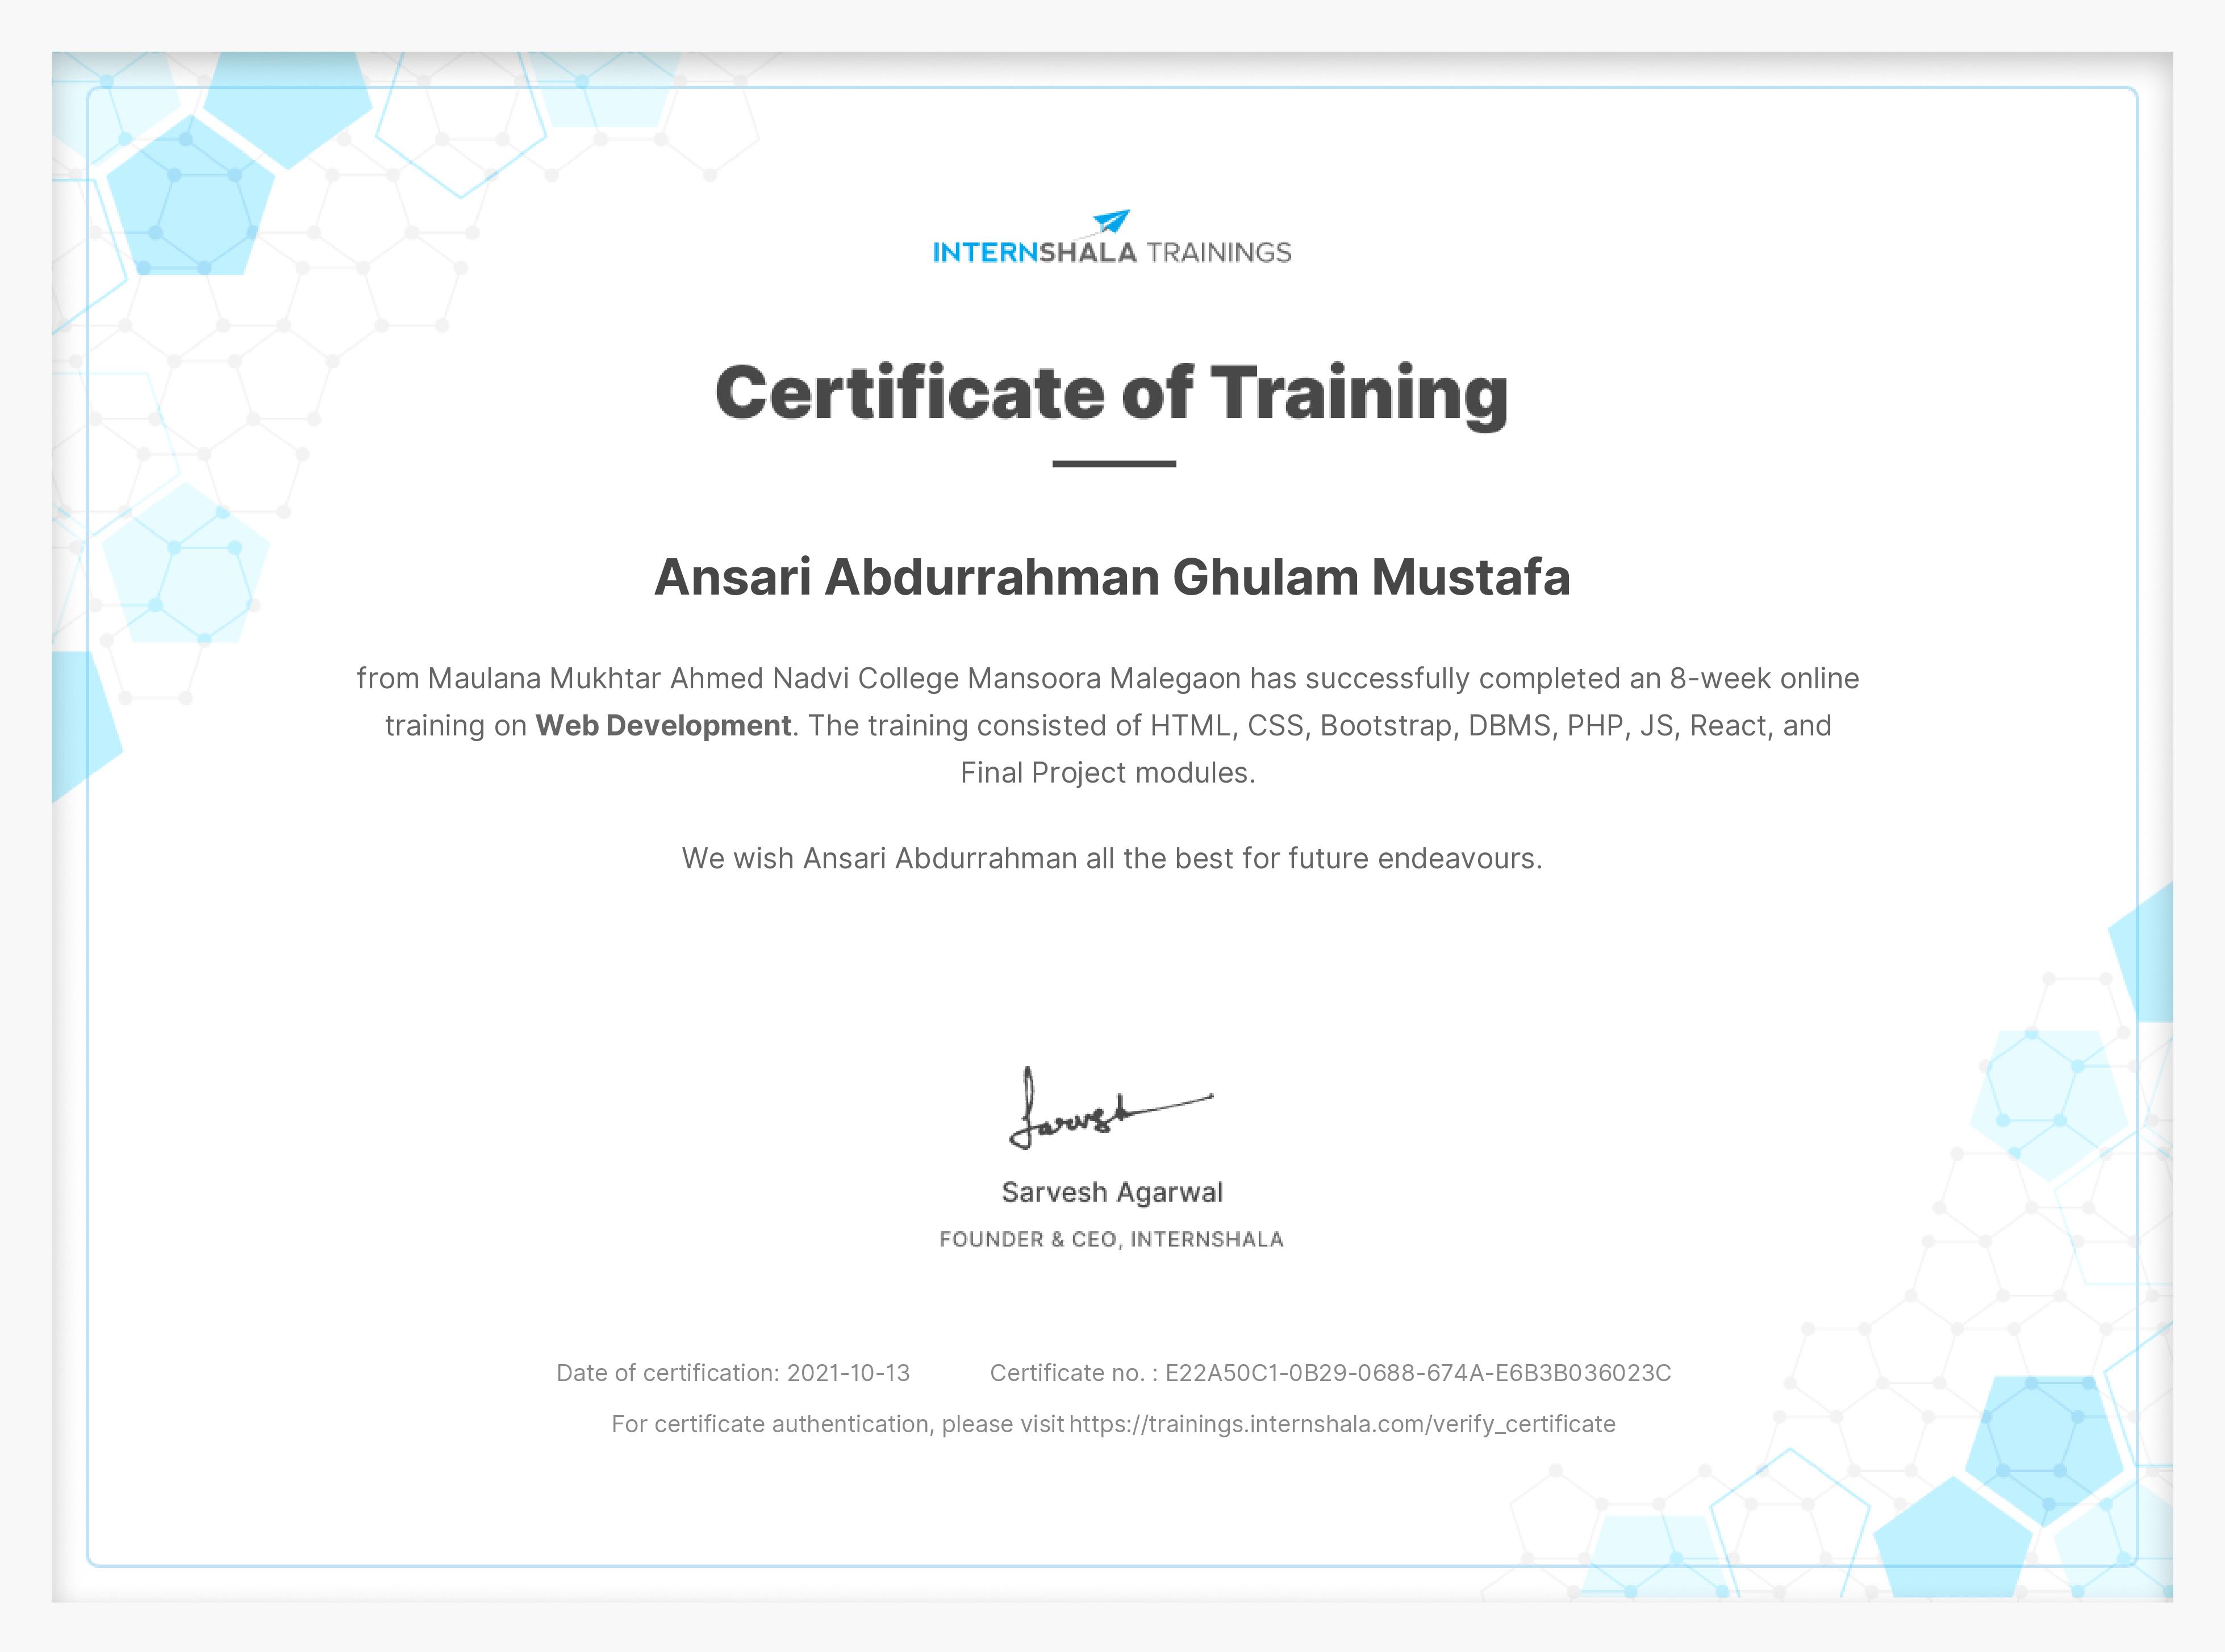 INTERNSHALA TRAININGS
Certificate of Training
Ansari Abdurrahman Ghulam Mustafa
from Maulana Mukhtar Ahmed Nadvi College Mansoora Malegaon has successfully completed an 8-week online
training on Web Development. The training consisted of HTML, CSS, Bootstrap, DBMS, PHP, JS, React, and
Final Project modules.
We wish Ansari Abdurrahman all the best for future endeavours.
Sarvesh
Sarvesh Agarwal
FOUNDER & CEO, INTERNSHALA
Date of certification: 2021-10-13 Certificate no. : E22A50C1-0B29-0688-674A-E6B3B036023C
For certificate authentication, please visit https://trainings.internshala.com/verify_certificate